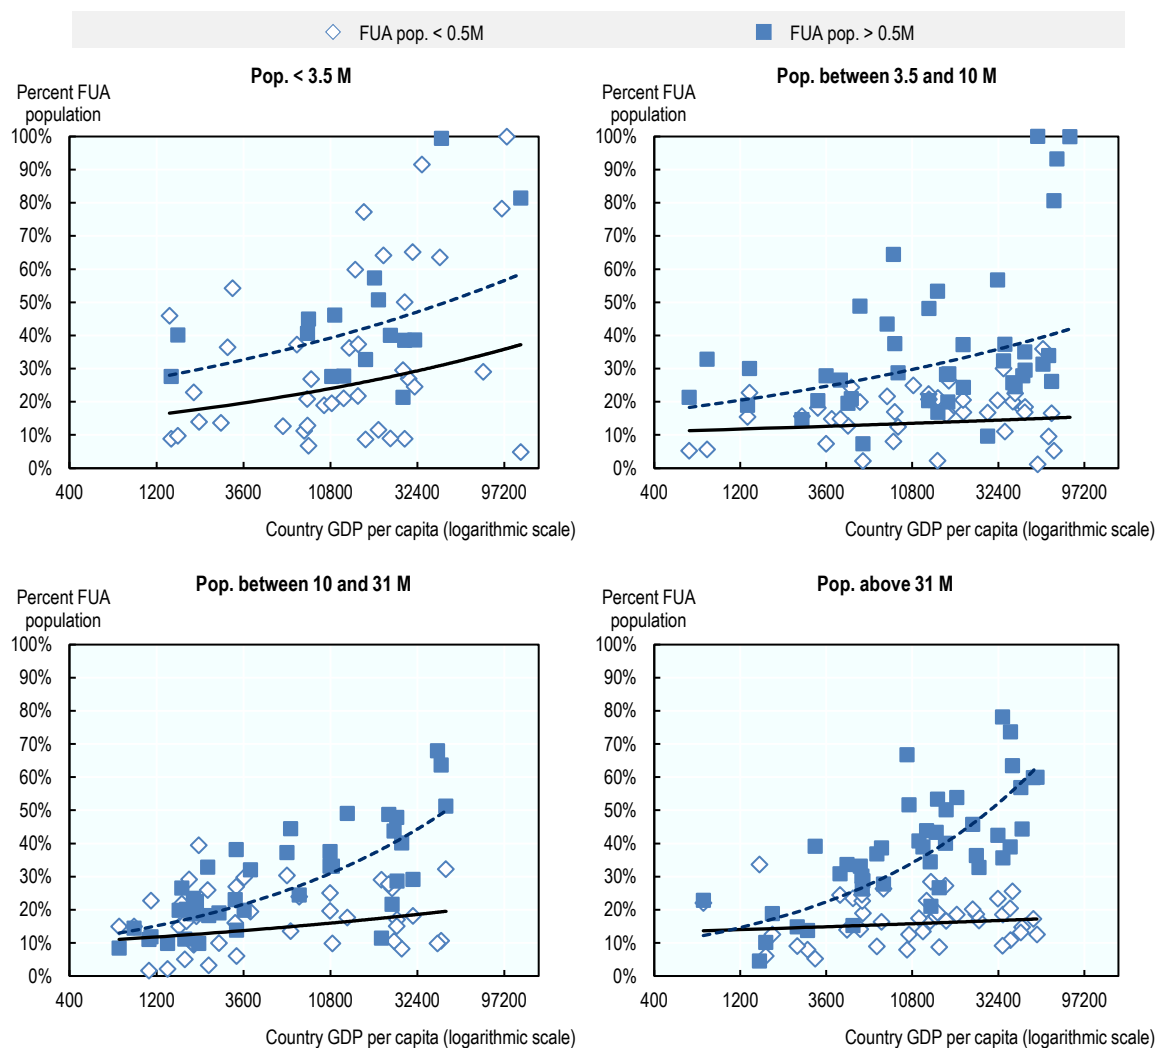 FUA pop. < 0.5M
FUA pop. > 0.5M
Pop. < 3.5 M
Percent FUA
population
100%
90%
80%
70%
60%
50%
40%
30%
20%
10%
0%
400 1200 3600 10800 32400 97200
Country GDP per capita (logarithmic scale)
Pop. between 3.5 and 10 M
Percent FUA
population
100%
90%
80%
70%
60%
50%
40%
30%
20%
10%
0%
400 1200 3600 10800 32400 97200
Country GDP per capita (logarithmic scale)
Pop. between 10 and 31 M
Percent FUA
population
100%
90%
80%
70%
60%
50%
40%
30%
20%
10%
0%
400 1200 3600 10800 32400 97200
Country GDP per capita (logarithmic scale)
Pop. above 31 M
Percent FUA
population
100%
90%
80%
70%
60%
50%
40%
30%
20%
10%
0%
400 1200 3600 10800 32400 97200
Country GDP per capita (logarithmic scale)